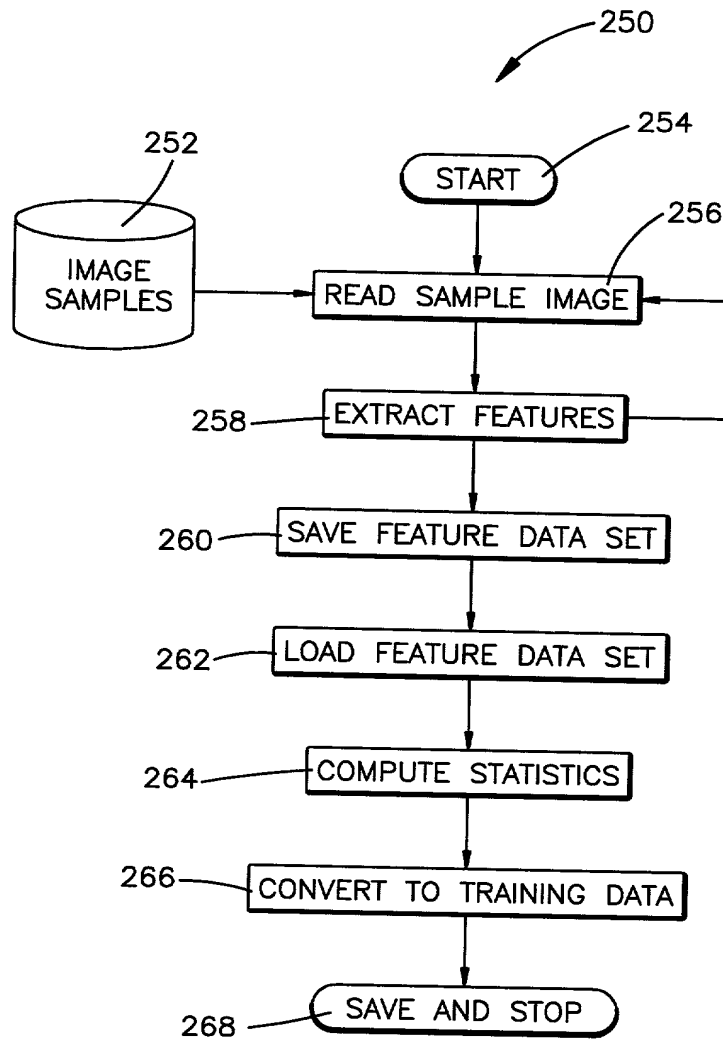 250
254
START
252
256
IMAGE
SAMPLES
READ SAMPLE IMAGE
258
EXTRACT FEATURES
260
SAVE FEATURE DATA SET
262
LOAD FEATURE DATA SET
264
COMPUTE STATISTICS
266
CONVERT TO TRAINING DATA
268
SAVE AND STOP